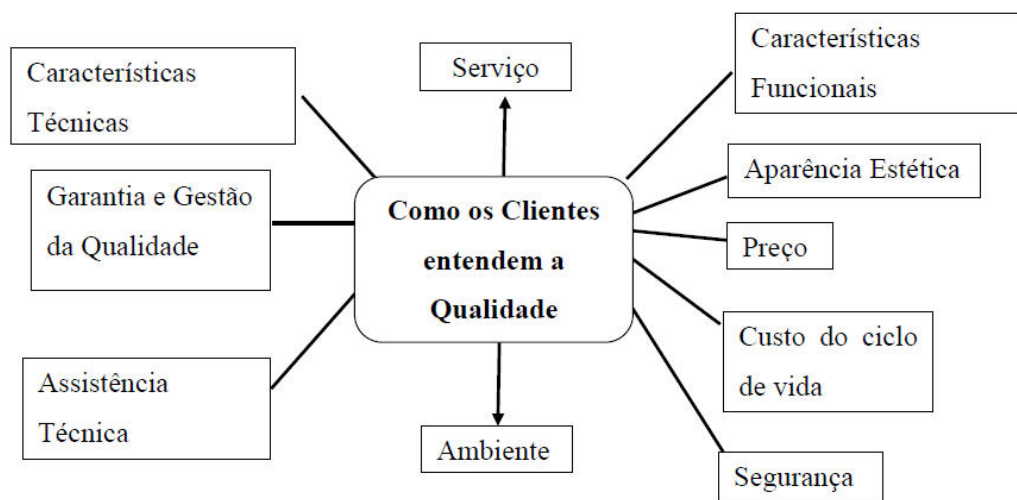 Características
Técnicas
Serviço
Características
Funcionais
Garantia e Gestão
da Qualidade
Como os Clientes
entendem a
Qualidade
Aparência Estética
Preço
Custo do ciclo
de vida
Assistência
Técnica
Ambiente
Segurança